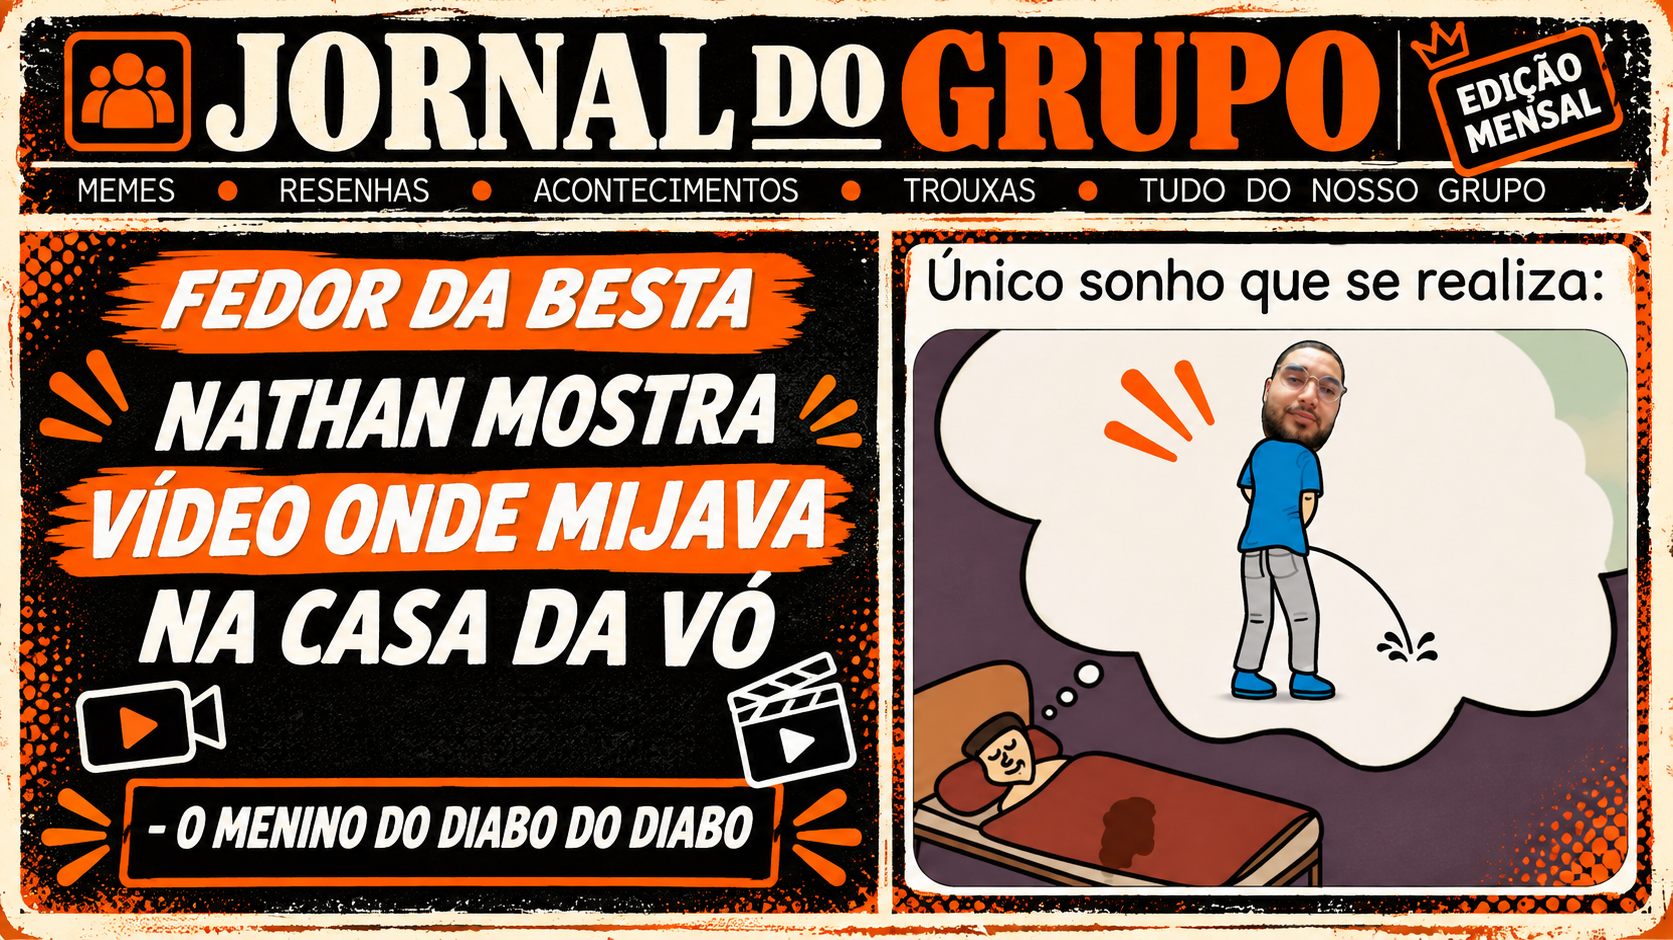 JORNAL DO GRUPO
EDIÇÃO
MENSAL
MEMES • RESENHAS • ACONTECIMENTOS • TROUXAS • TUDO DO NOSSO GRUPO
FEDOR DA BESTA
NATHAN MOSTRA
VÍDEO ONDE MIJAVA
NA CASA DA VÓ
- O MENINO DO DIABO DO DIABO
Único sonho que se realiza: